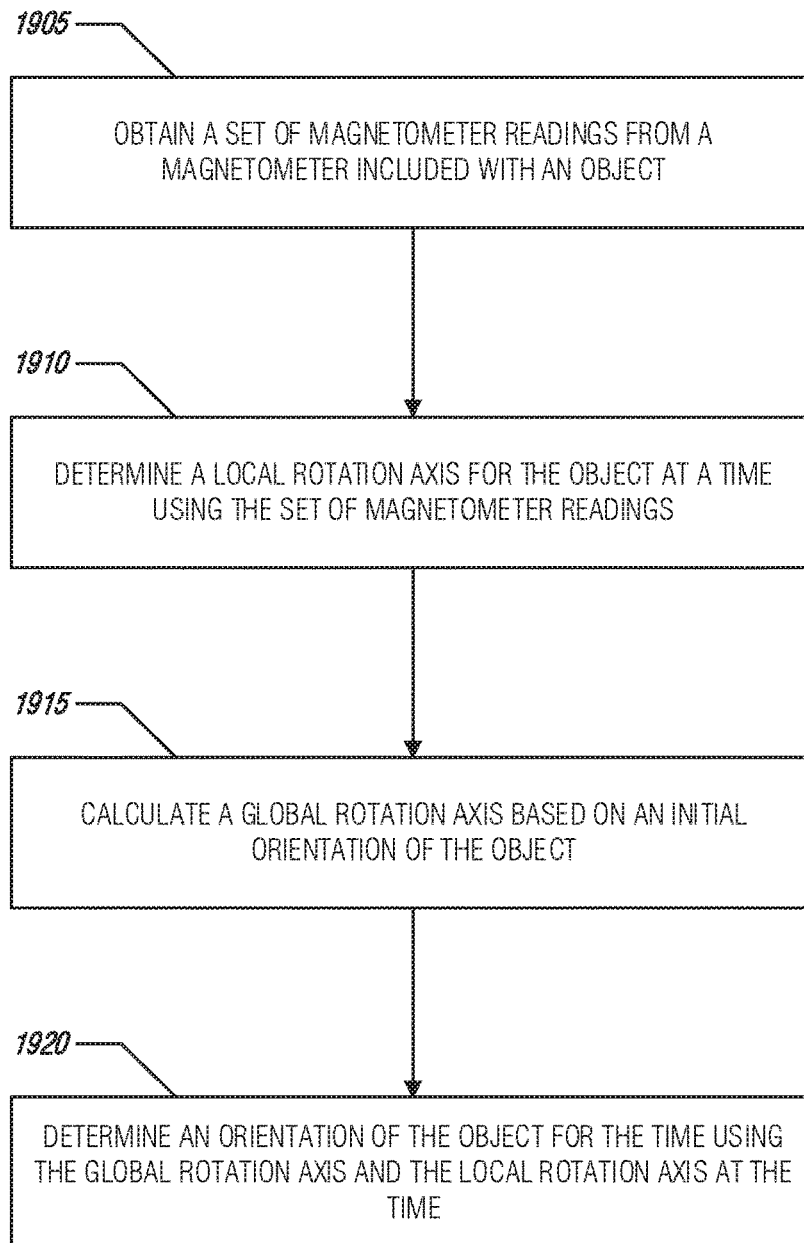 1905
OBTAIN A SET OF MAGNETOMETER READINGS FROM A
MAGNETOMETER INCLUDED WITH AN OBJECT
1910
DETERMINE A LOCAL ROTATION AXIS FOR THE OBJECT AT A TIME
USING THE SET OF MAGNETOMETER READINGS
1915
CALCULATE A GLOBAL ROTATION AXIS BASED ON AN INITIAL
ORIENTATION OF THE OBJECT
1920
DETERMINE AN ORIENTATION OF THE OBJECT FOR THE TIME USING
THE GLOBAL ROTATION AXIS AND THE LOCAL ROTATION AXIS AT THE
TIME